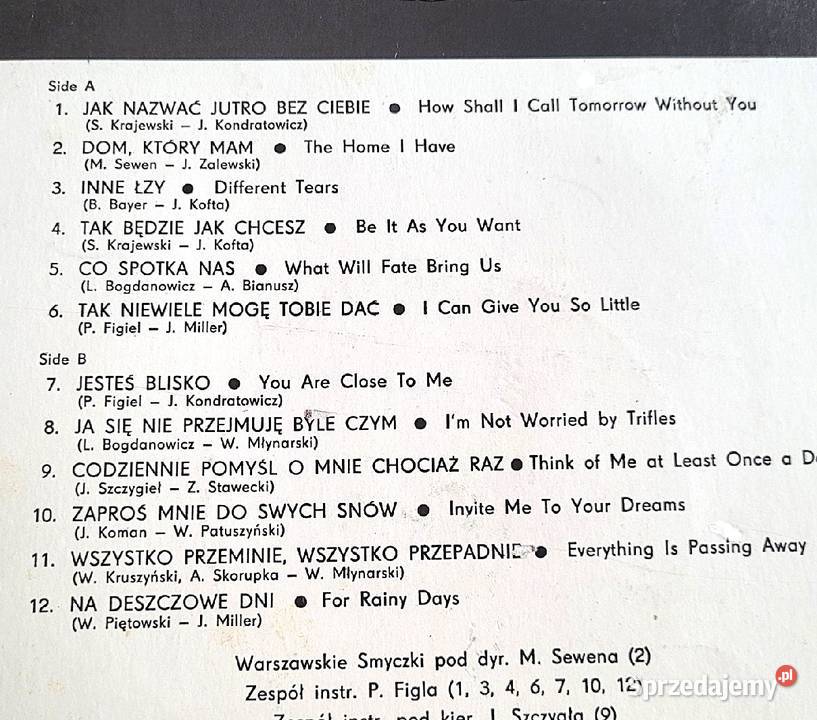 Side A
1. JAK NAZWAĆ JUTRO BEZ CIEBIE ● How Shall I Call Tomorrow Without You
(S. Krajewski – J. Kondratowicz)
2. DOM, KTÓRY MAM ● The Home I Have
(M. Sewen – J. Zalewski)
3. INNE ŁZY ● Different Tears
(B. Bayer – J. Kofta)
4. TAK BĘDZIE JAK CHCESZ ● Be It As You Want
(S. Krajewski – J. Kofta)
5. CO SPOTKA NAS ● What Will Fate Bring Us
(L. Bogdanowicz – A. Bianusz)
6. TAK NIEWIELE MOGĘ TOBIE DAĆ ● I Can Give You So Little
(P. Figiel – J. Miller)
Side B
7. JESTEŚ BLISKO ● You Are Close To Me
(P. Figiel – J. Kondratowicz)
8. JA SIĘ NIE PRZEJMUJĘ BYLE CZYM ● I'm Not Worried by Trifles
(L. Bogdanowicz – W. Młynarski)
9. CODZIENNIE POMYŚL O MNIE CHOCIAŻ RAZ ● Think of Me at Least Once a
(J. Szczygieł – Z. Stawecki)
10. ZAPROŚ MNIE DO SWYCH SNÓW ● Invite Me To Your Dreams
(J. Koman – W. Patuszyński)
11. WSZYSTKO PRZEMINIE, WSZYSTKO PRZEPADNIE ● Everything Is Passing Away
(W. Kruszyński, A. Skorupka – W. Młynarski)
12. NA DESZCZOWE DNI ● For Rainy Days
(W. Piętowski – J. Miller)
Warszawskie Smyczki pod dyr. M. Sewena (2)
Zespół instr. P. Figla (1, 3, 4, 6, 7, 10, 12)
Zespół instr. pod kier. J. (9)
sprzedajemy.pl